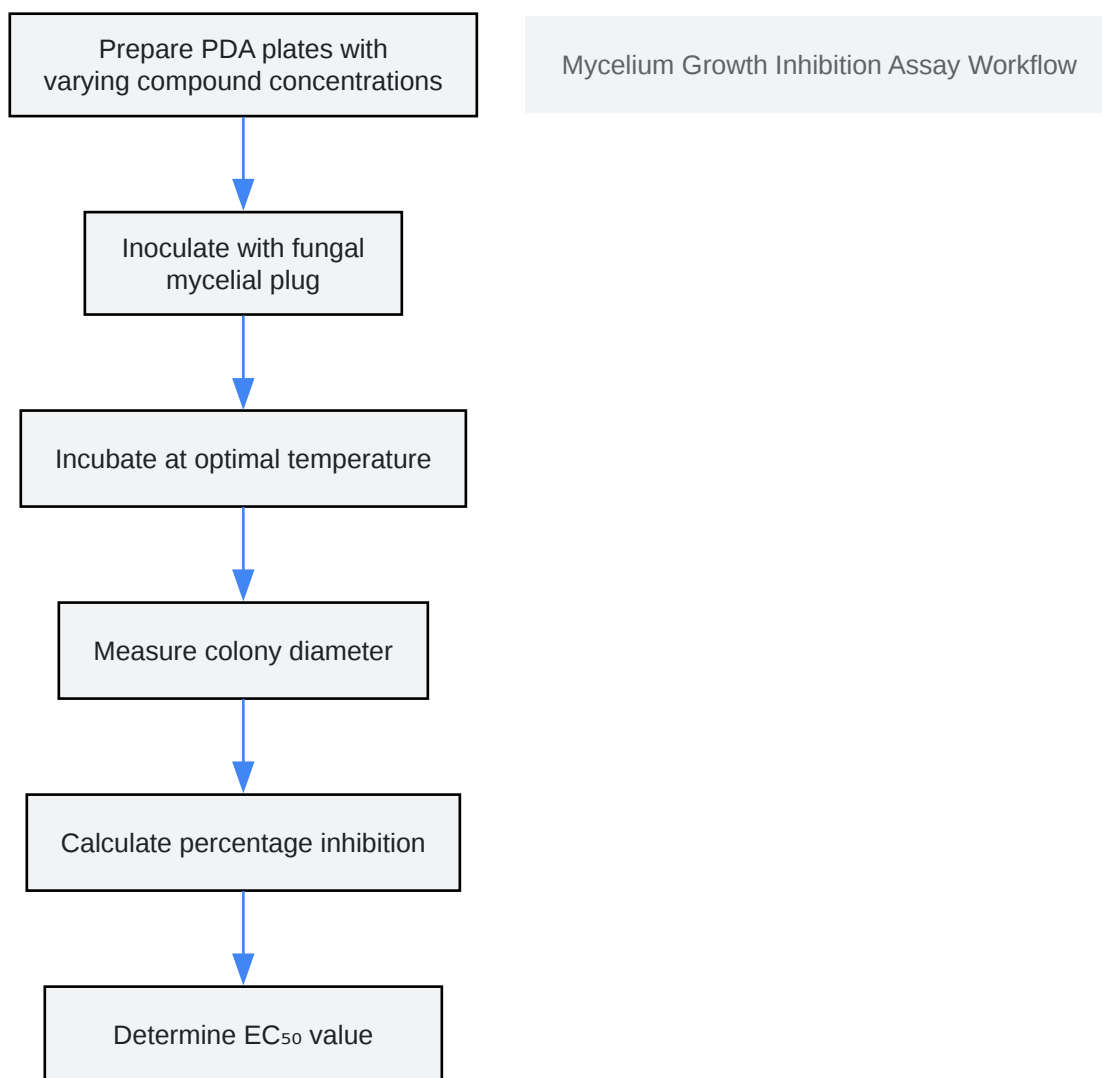 Prepare PDA plates with
varying compound concentrations
Mycelium Growth Inhibition Assay Workflow
Inoculate with fungal
mycelial plug
Incubate at optimal temperature
Measure colony diameter
Calculate percentage inhibition
Determine EC₅₀ value